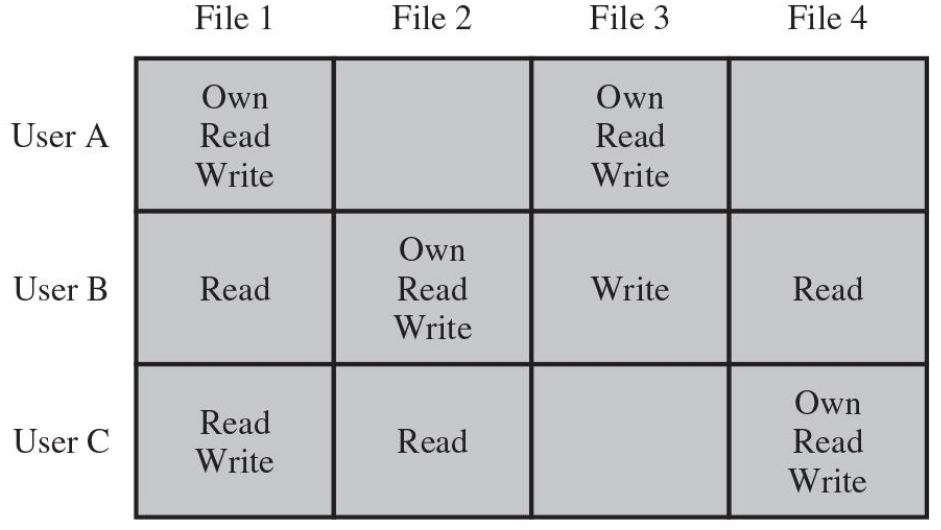 File 1 File 2 File 3 File 4
User A
Own
Read
Write
Own
Read
Write
User B
Read
Own
Read
Write
Write
Read
User C
Read
Write
Read
Own
Read
Write